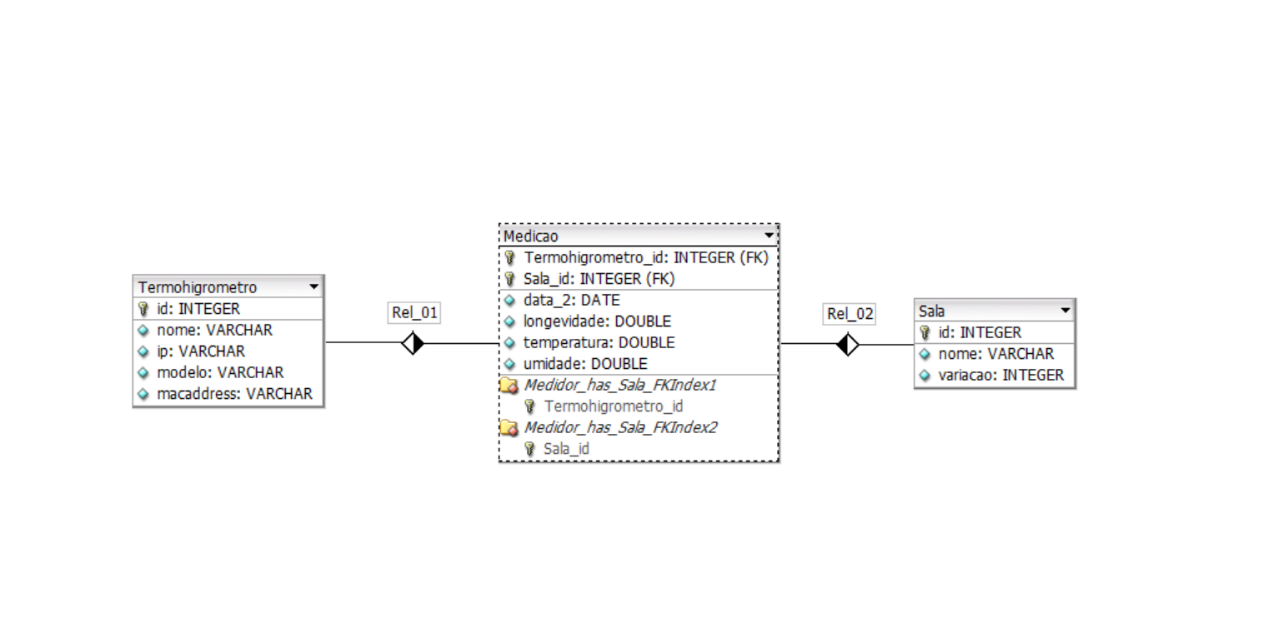 Termohigrometro
id: INTEGER
nome: VARCHAR
ip: VARCHAR
modelo: VARCHAR
macaddress: VARCHAR
Rel_01
Medicao
Termohigrometro_id: INTEGER (FK)
Sala_id: INTEGER (FK)
data_2: DATE
longevidade: DOUBLE
temperatura: DOUBLE
umidade: DOUBLE
Medidor_has_Sala_FKIndex1
Termohigrometro_id
Medidor_has_Sala_FKIndex2
Sala_id
Rel_02
Sala
id: INTEGER
nome: VARCHAR
variacao: INTEGER